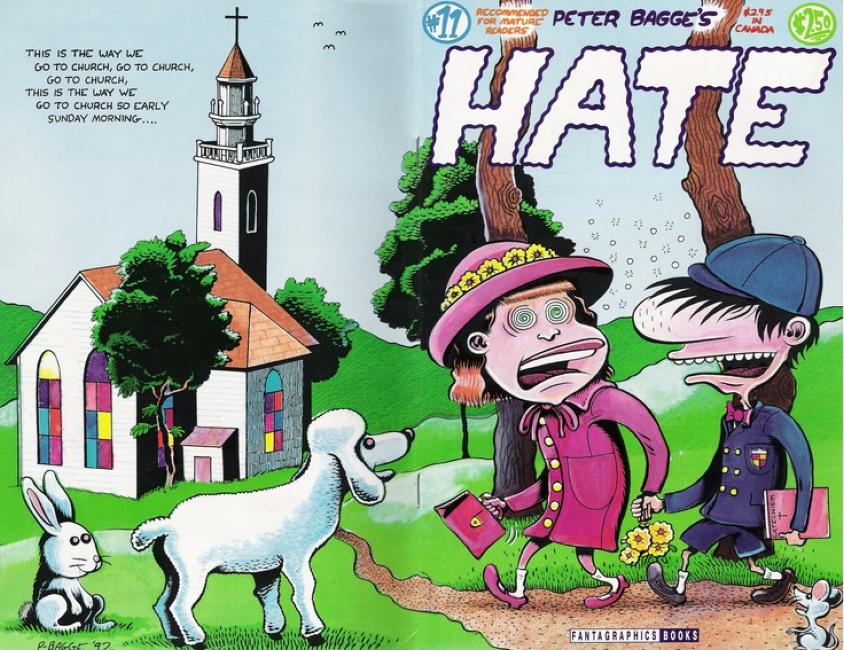 THIS IS THE WAY WE
GO TO CHURCH, GO TO CHURCH,
GO TO CHURCH,
THIS IS THE WAY WE
GO TO CHURCH SO EARLY
SUNDAY MORNING....
#11
RECOMMENDED
FOR MATURE
READERS
PETER BAGGE'S
$2.95
IN
CANADA
$2.50
HATE
CATECHISM
P. BAGGE '92
FANTAGRAPHICS BOOKS